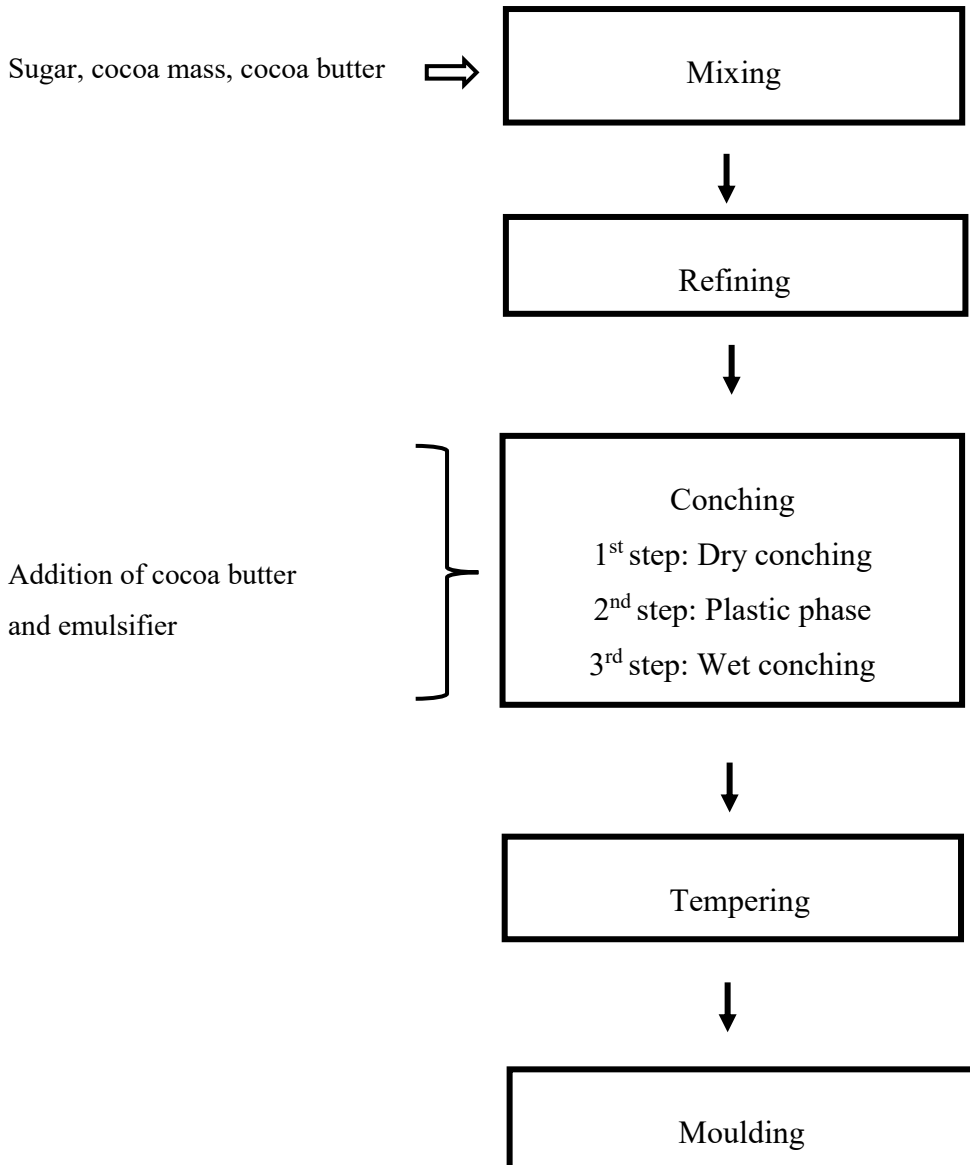 Sugar, cocoa mass, cocoa butter
Mixing
Refining
Conching
1st step: Dry conching
2nd step: Plastic phase
3rd step: Wet conching
Addition of cocoa butter
and emulsifier
Tempering
Moulding